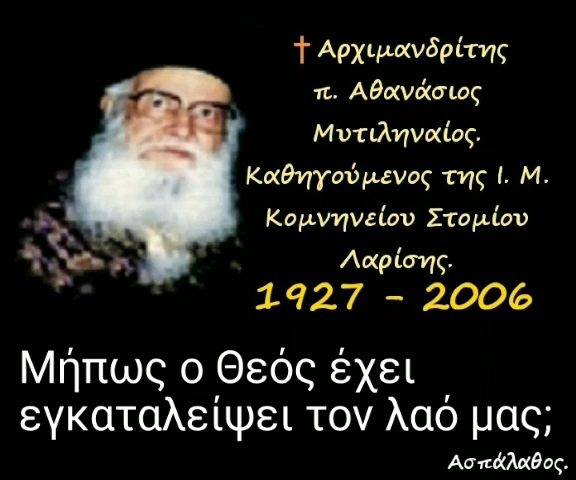 † Αρχιμανδρίτης
π. Αθανάσιος
Μυτιληναίος.
Καθηγούμενος της Ι. Μ.
Κομνηνείου Στομίου
Λαρίσης.
1927 - 2006
Μήπως ο Θεός έχει
εγκαταλείψει τον λαό μας;
Ασπάλαθος.